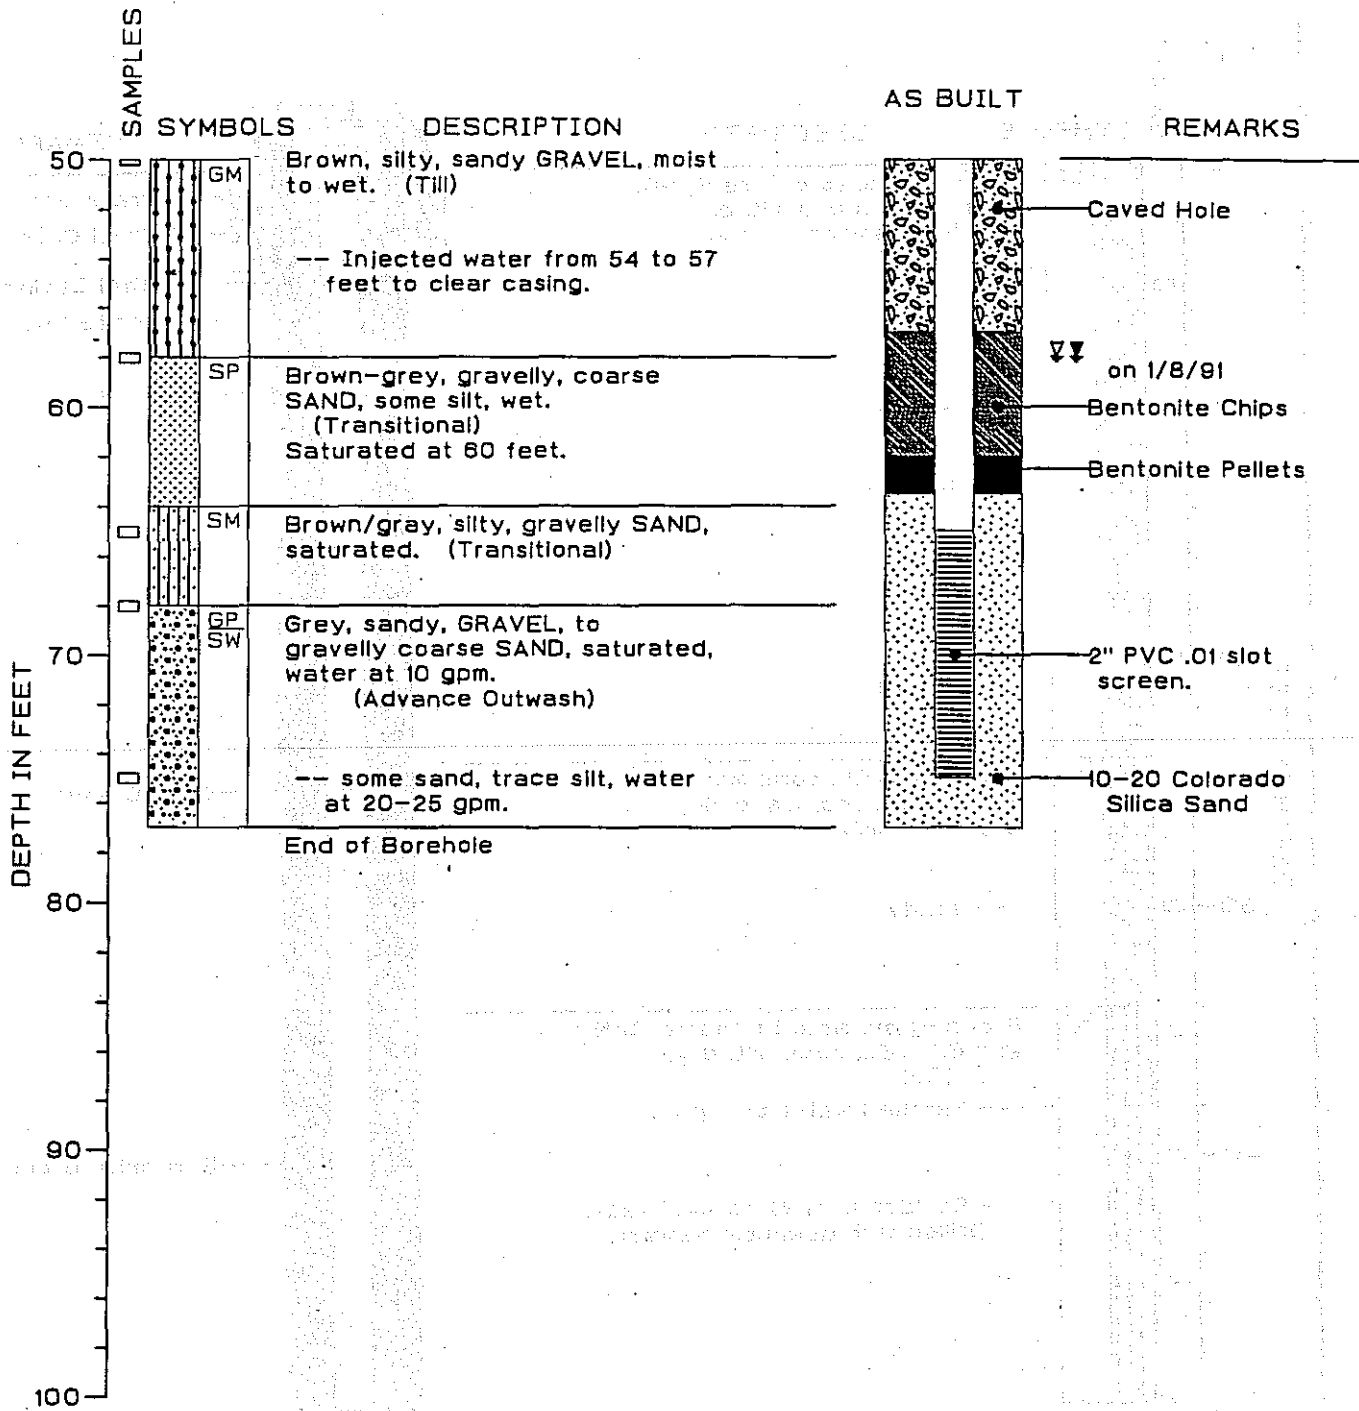 SAMPLES
SYMBOLS
DESCRIPTION
AS BUILT
REMARKS
DEPTH IN FEET
50
60
70
80
90
100
GM
Brown, silty, sandy GRAVEL, moist
to wet. (Till)
-- Injected water from 54 to 57
feet to clear casing.
SP
Brown-grey, gravelly, coarse
SAND, some silt, wet.
(Transitional)
Saturated at 60 feet.
SM
Brown/gray, silty, gravelly SAND,
saturated. (Transitional)
GP
SW
Grey, sandy, GRAVEL, to
gravelly coarse SAND, saturated,
water at 10 gpm.
(Advance Outwash)
-- some sand, trace silt, water
at 20-25 gpm.
End of Borehole
Caved Hole
on 1/8/91
Bentonite Chips
Bentonite Pellets
2" PVC .01 slot
screen.
10-20 Colorado
Silica Sand